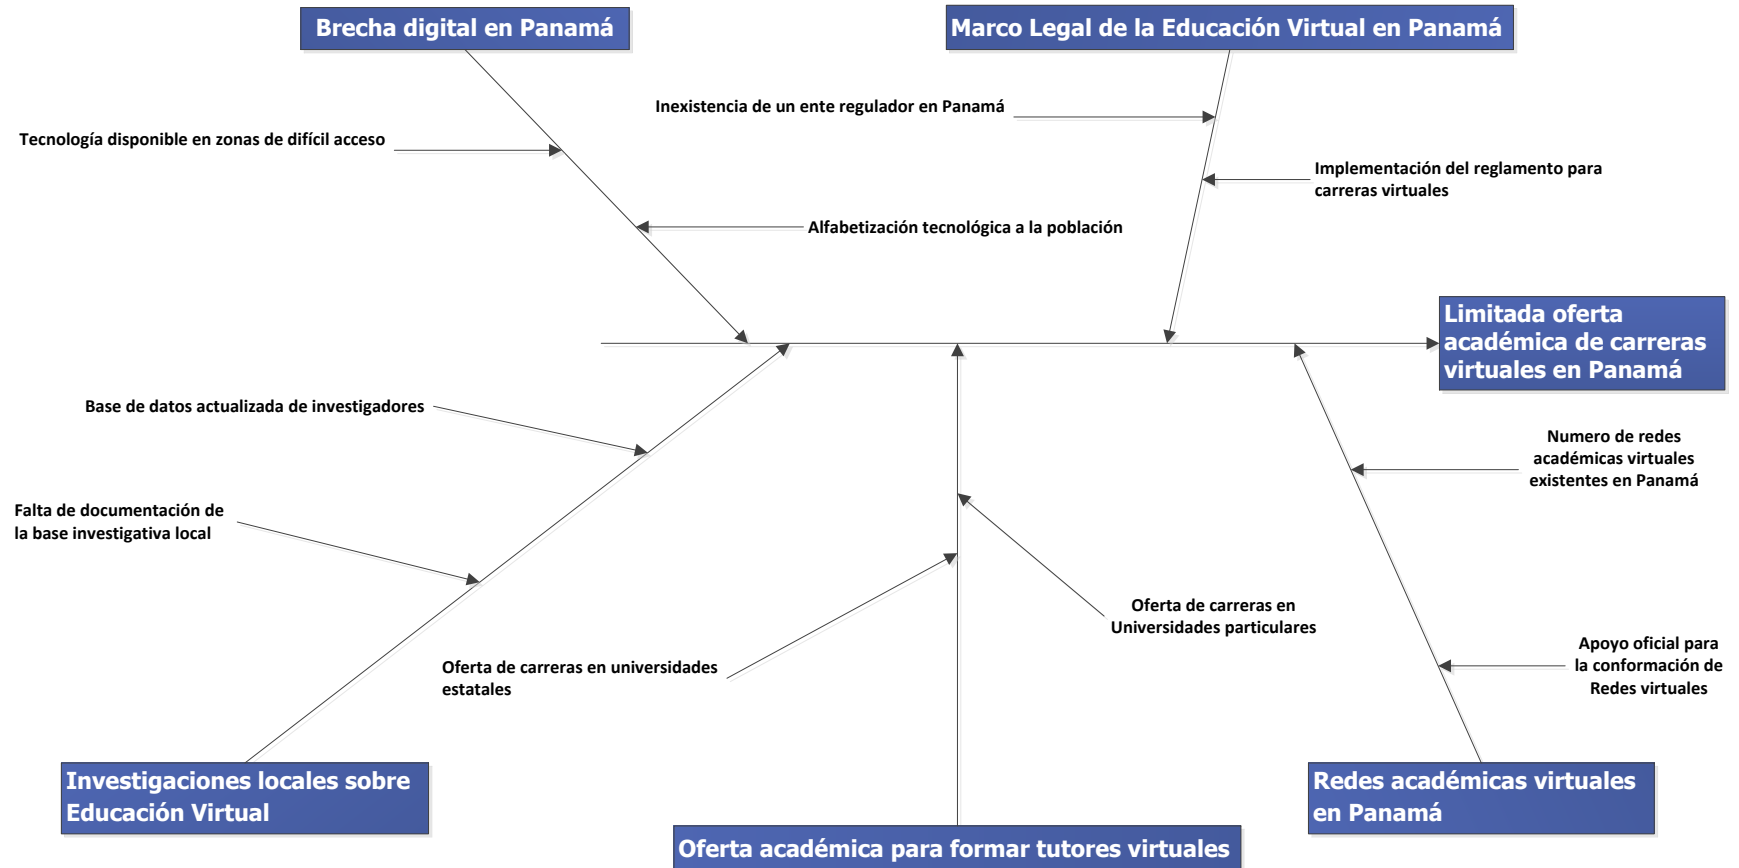 Brecha digital en Panamá
Marco Legal de la Educación Virtual en Panamá
Inexistencia de un ente regulador en Panamá
Tecnología disponible en zonas de difícil acceso
Implementación del reglamento para
carreras virtuales
Alfabetización tecnológica a la población
Limitada oferta
académica de carreras
virtuales en Panamá
Base de datos actualizada de investigadores
Numero de redes
académicas virtuales
existentes en Panamá
Falta de documentación de
la base investigativa local
Oferta de carreras en
Universidades particulares
Oferta de carreras en universidades
estatales
Apoyo oficial para
la conformación de
Redes virtuales
Investigaciones locales sobre
Educación Virtual
Redes académicas virtuales
en Panamá
Oferta académica para formar tutores virtuales